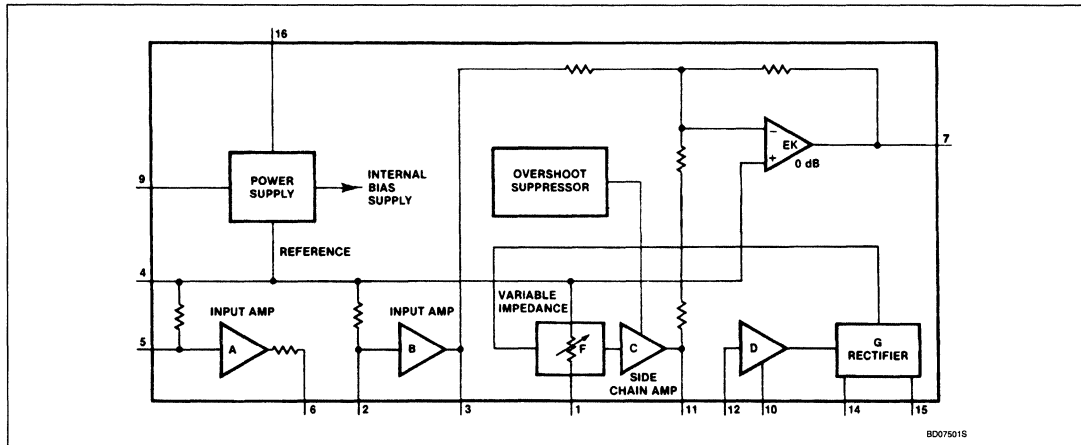 16
9
POWER
SUPPLY
INTERNAL
BIAS
SUPPLY
REFERENCE
OVERSHOOT
SUPPRESSOR
−
EK
+
0 dB
7
4
VARIABLE
IMPEDANCE
INPUT AMP
INPUT AMP
5
A
B
F
C
SIDE
CHAIN AMP
D
G
RECTIFIER
6
2
3
1
11
12
10
14
15
BD07501S